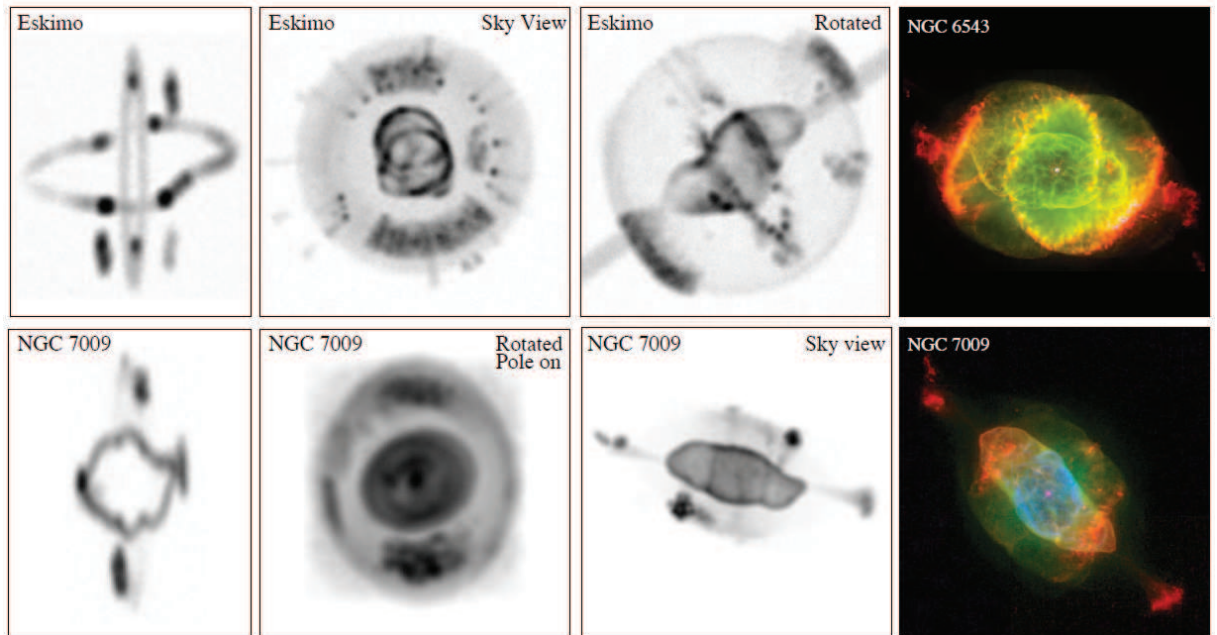 Eskimo
Eskimo Sky View
Eskimo Rotated
NGC 6543
NGC 7009
NGC 7009 Rotated
Pole on
NGC 7009 Sky view
NGC 7009